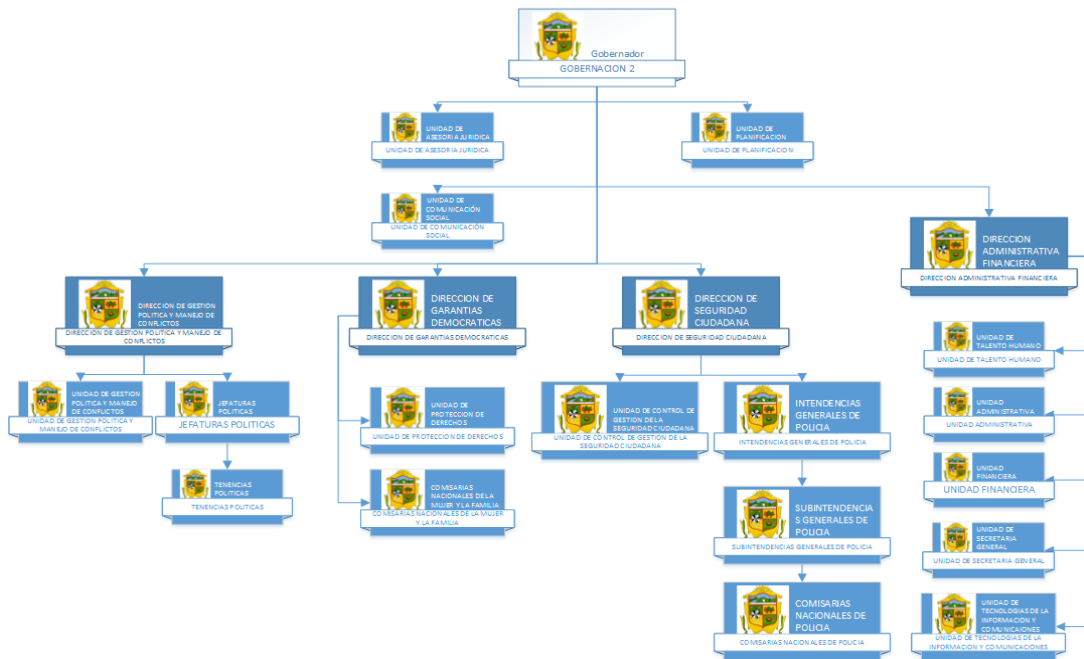 Gobernador
GOBERNACION 2
UNIDAD DE
ASESORIA JURIDICA
UNIDAD DE ASESORIA JURIDICA
UNIDAD DE
PLANIFICACION
UNIDAD DE PLANIFICACION
UNIDAD DE
COMUNICACIÓN
SOCIAL
UNIDAD DE COMUNICACIÓN
SOCIAL
DIRECCION
ADMINISTRATIVA
FINANCIERA
DIRECCION ADMINISTRATIVA FINANCIERA
DIRECCION DE GESTION
POLITICA Y MANEJO DE
CONFLICTOS
DIRECCION DE GESTIÓN POLITICA Y MANEJO DE
CONFLICTOS
DIRECCION DE
GARANTIAS
DEMOCRATICAS
DIRECCION DE GARANTIAS DEMOCRATICAS
DIRECCION DE
SEGURIDAD
CIUDADANA
DIRECCION DE SEGURIDAD CIUDADANA
UNIDAD DE GESTION
POLITICA Y MANEJO
DE CONFLICTOS
UNIDAD DE GESTION POLITICA Y
MANEJO DE CONFLICTOS
JEFATURAS
POLITICAS
JEFATURAS POLITICAS
TENENCIAS
POLITICAS
TENENCIAS POLITICAS
UNIDAD DE
PROTECCION DE
DERECHOS
UNIDAD DE PROTECCION DE DERECHOS
COMISARIAS
NACIONALES DE LA
MUJER Y LA FAMILIA
COMISARIAS NACIONALES DE LA MUJER
Y LA FAMILIA
UNIDAD DE CONTROL DE
GESTION DE LA
SEGURIDAD CIUDADANA
UNIDAD DE CONTROL DE GESTION DE LA
SEGURIDAD CIUDADANA
INTENDENCIAS
GENERALES DE
POLICIA
INTENDENCIAS GENERALES DE POLICIA
SUBINTENDENCIA
S GENERALES DE
POLICIA
SUBINTENDENCIAS GENERALES DE POLICIA
COMISARIAS
NACIONALES DE
POLICIA
COMISARIAS NACIONALES DE POLICIA
UNIDAD DE
TALENTO HUMANO
UNIDAD DE TALENTO HUMANO
UNIDAD
ADMINISTRATIVA
UNIDAD ADMINISTRATIVA
UNIDAD
FINANCIERA
UNIDAD FINANCIERA
UNIDAD DE
SECRETARIA
GENERAL
UNIDAD DE SECRETARIA GENERAL
UNIDAD DE
TECNOLOGIAS DE LA
INFORMACION Y
COMUNICAIONES
UNIDAD DE TECNOLOGIAS DE LA
INFORMACION Y COMUNICACIONES